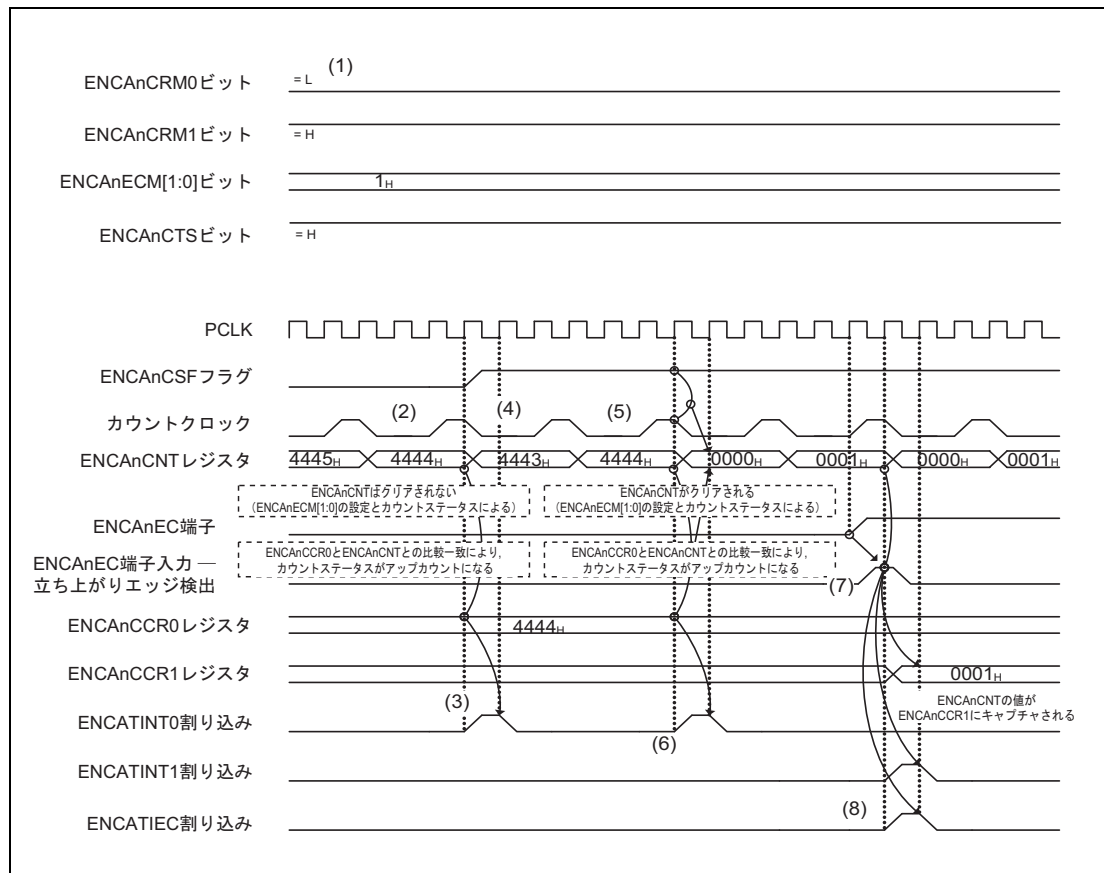 (1)
ENCAnCRM0ビット
= L
ENCAnCRM1ビット
= H
ENCAnECM[1:0]ビット
1H
ENCAnCTSビット
= H
PCLK
ENCAnCSFフラグ
カウントクロック
(2)
(4)
(5)
ENCAnCNTレジスタ
4445H
4444H
4443H
4444H
0000H
0001H
0000H
0001H
ENCAnCNTはクリアされない
(ENCAnECM[1:0]の設定とカウントステータスによる)
ENCAnCNTがクリアされる
(ENCAnECM[1:0]の設定とカウントステータスによる)
ENCAnEC端子
ENCAnCCR0とENCAnCNTとの比較一致により,
カウントステータスがアップカウントになる
ENCAnCCR0とENCAnCNTとの比較一致により,
カウントステータスがアップカウントになる
ENCAnEC端子入力 ―
立ち上がりエッジ検出
(7)
ENCAnCCR0レジスタ
4444H
ENCAnCCR1レジスタ
0001H
ENCAnCNTの値が
ENCAnCCR1にキャプチャされる
(3)
ENCATINT0割り込み
(6)
ENCATINT1割り込み
(8)
ENCATIEC割り込み